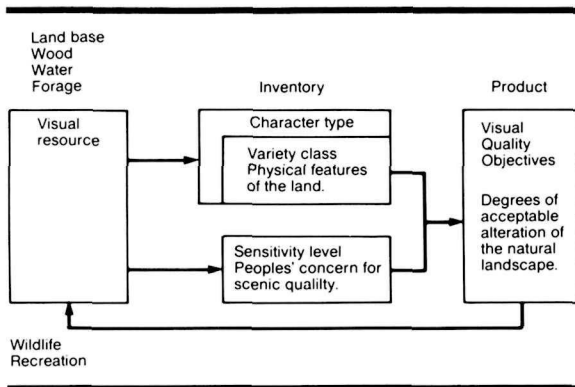 Land base
Wood
Water
Forage
Inventory
Product
Visual
resource
Character type
Variety class
Physical features
of the land.
Sensitivity level
Peoples' concern for
scenic qualilty.
Visual
Quality
Objectives
Degrees of
acceptable
alteration of
the natural
landscape.
Wildlife
Recreation